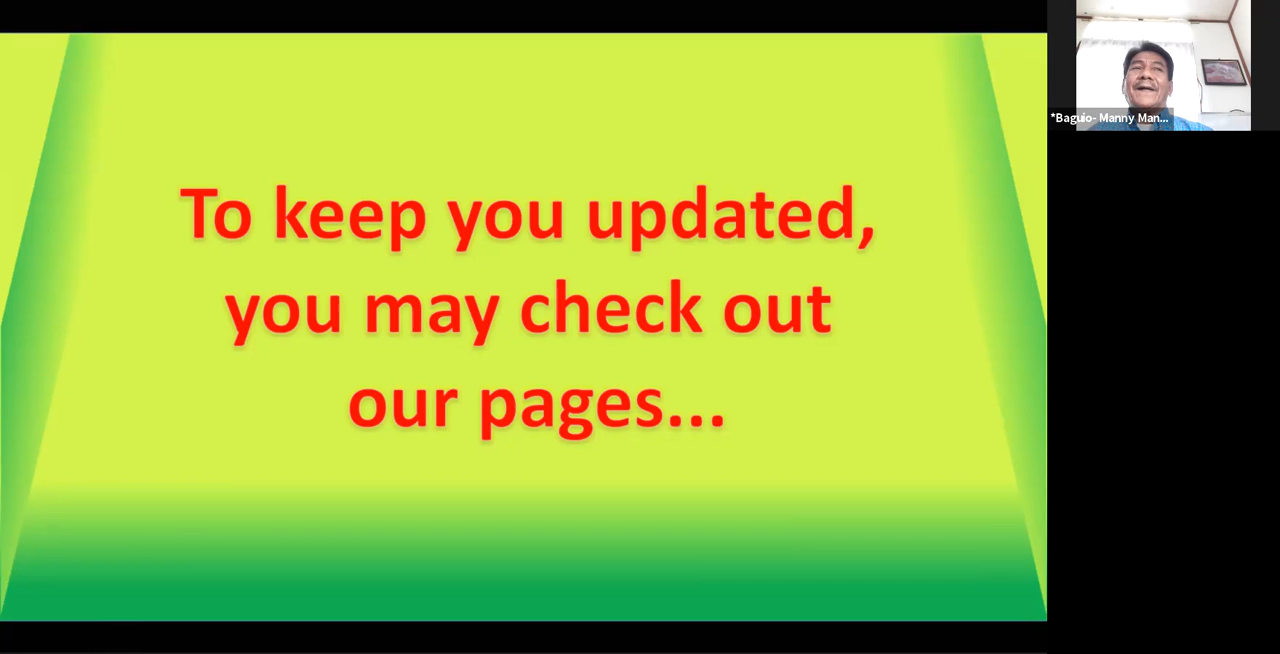 To keep you updated,
you may check out
our pages...
*Baguio- Manny Man...